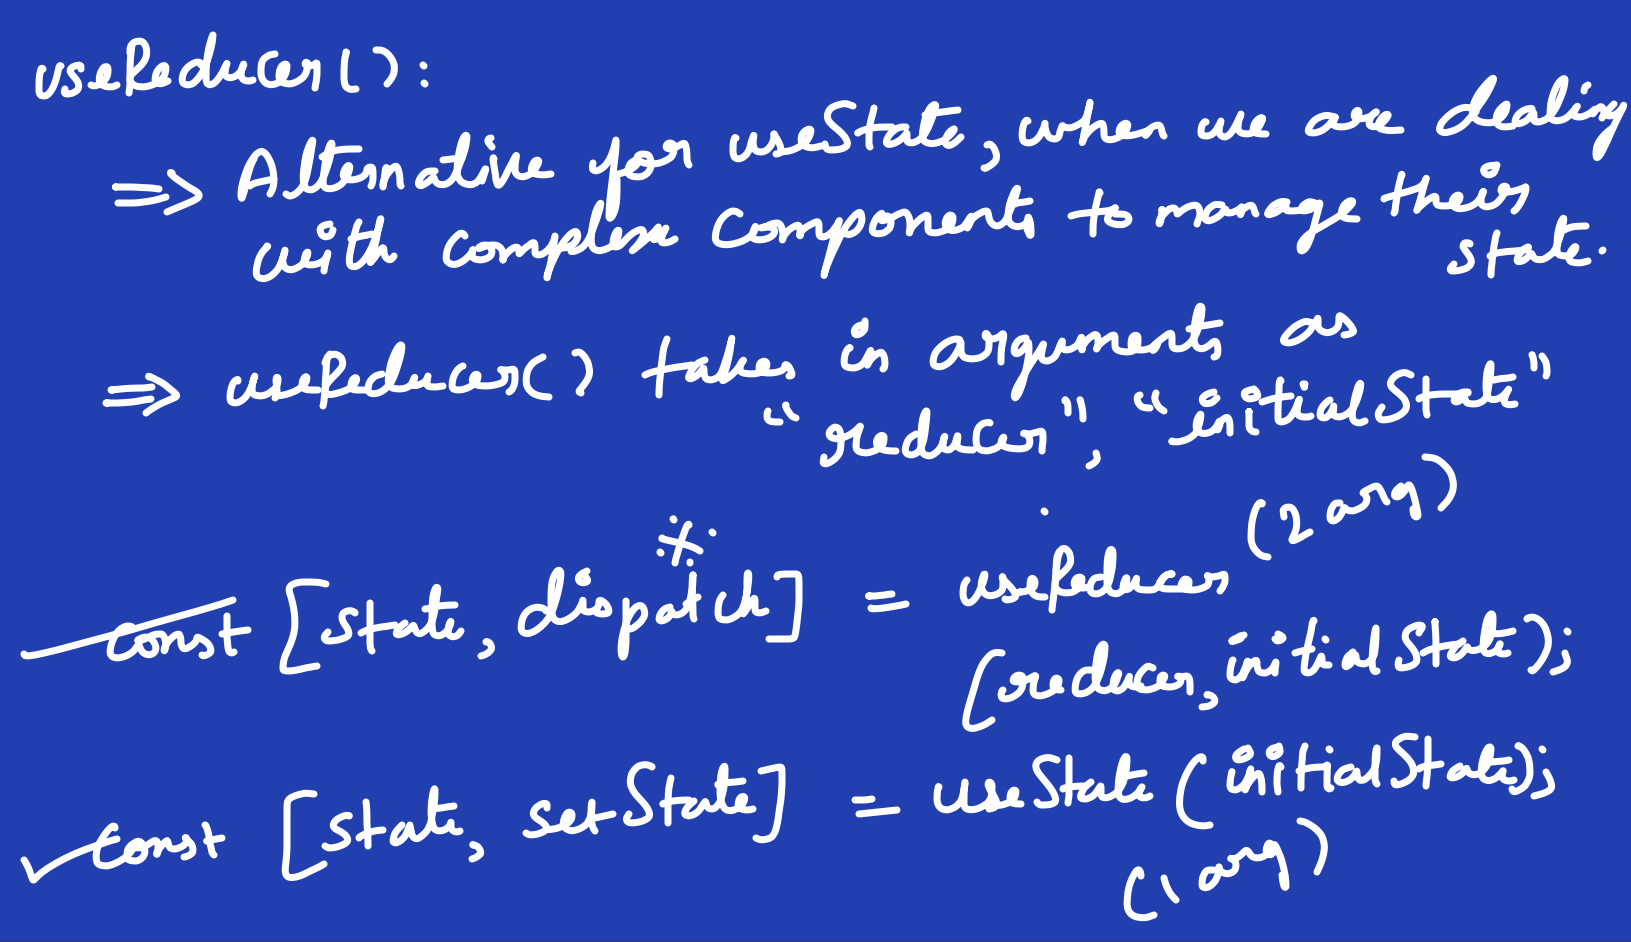 useReducer():
⇒ Alternative for useState, when we are dealing
with complex components to manage their
state.
⇒ useReducer() takes in arguments as
"reducer", "initialState"
(2 arg)
const [state, dispatch] = useReducer
(reducer, initialState);
const [state, setState] = useState (initialState);
(1 arg)